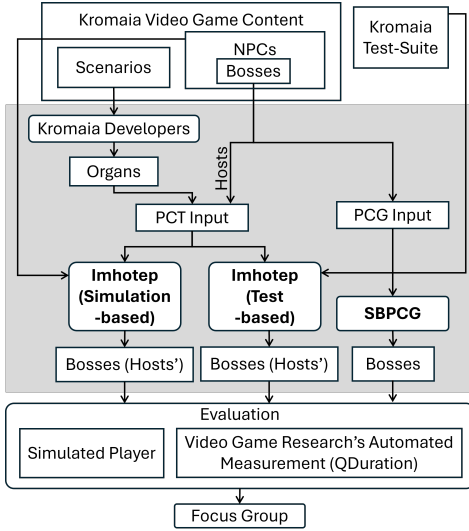 Kromaia Video Game Content
NPCs
Bosses
Scenarios
Kromaia
Test-Suite
Kromaia Developers
Organs
Hosts
PCT Input
PCG Input
Imhotep
(Simulation
-based)
Imhotep
(Test
-based)
SBPCG
Bosses (Hosts’)
Bosses (Hosts’)
Bosses
Evaluation
Simulated Player
Video Game Research’s Automated
Measurement (QDuration)
Focus Group